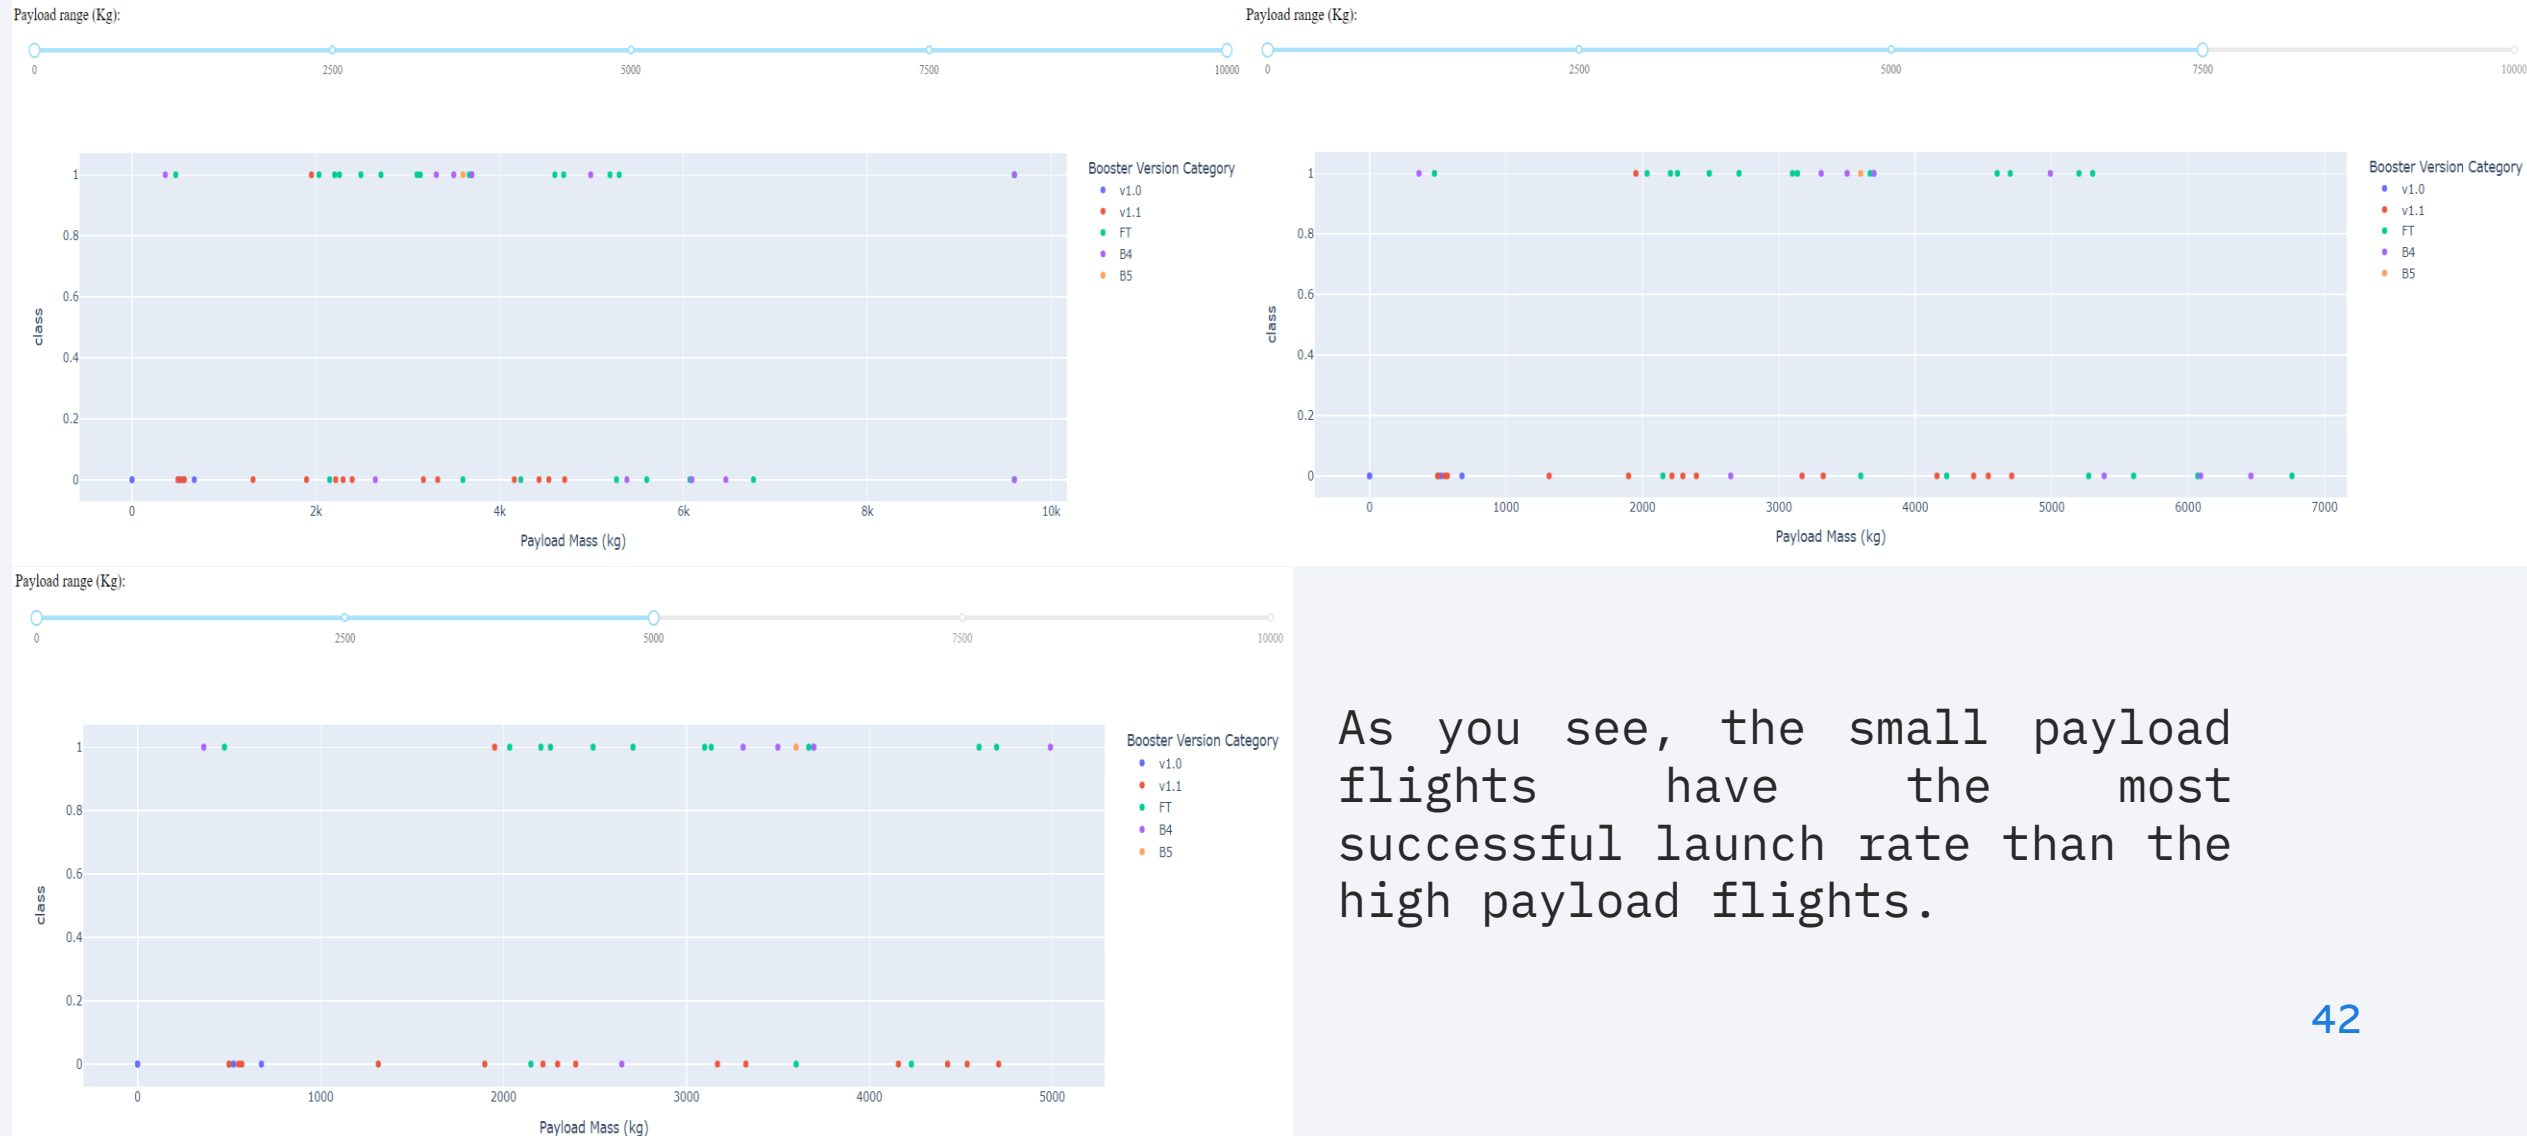 Payload range (Kg):
0 2500 5000 7500 10000
Booster Version Category
v1.0
v1.1
FT
B4
B5
class
1
0.8
0.6
0.4
0.2
0
0 2k 4k 6k 8k 10k
Payload Mass (kg)
Payload range (Kg):
0 2500 5000 7500 10000
Booster Version Category
v1.0
v1.1
FT
B4
B5
class
1
0.8
0.6
0.4
0.2
0
0 1000 2000 3000 4000 5000 6000 7000
Payload Mass (kg)
Payload range (Kg):
0 2500 5000 7500 10000
Booster Version Category
v1.0
v1.1
FT
B4
B5
class
1
0.8
0.6
0.4
0.2
0
0 1000 2000 3000 4000 5000
Payload Mass (kg)
As you see, the small payload
flights have the most
successful launch rate than the
high payload flights.
42